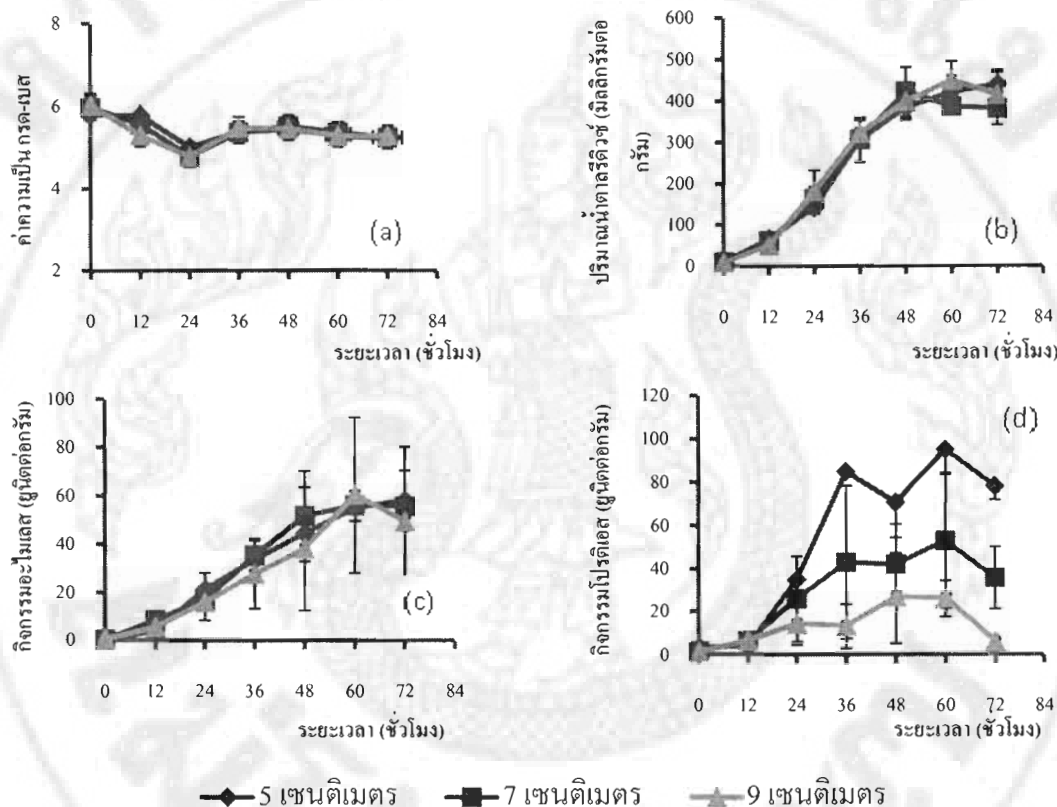 ค่าความเป็น กรด-เบส
8
6
4
2
(a)
0 12 24 36 48 60 72 84
ระยะเวลา (ชั่วโมง)
ปริมาณน้ำตาลรีดิวซ์ (มิลลิกรัมต่อ
กรัม)
600
500
400
300
200
100
0
(b)
0 12 24 36 48 60 72 84
ระยะเวลา (ชั่วโมง)
กิจกรรมอะไมเลส (ยูนิตต่อกรัม)
100
80
60
40
20
0
(c)
0 12 24 36 48 60 72 84
ระยะเวลา (ชั่วโมง)
กิจกรรมโปรติเอส (ยูนิตต่อกรัม)
120
100
80
60
40
20
0
(d)
0 12 24 36 48 60 72 84
ระยะเวลา (ชั่วโมง)
5 เซนติเมตร 7 เซนติเมตร 9 เซนติเมตร